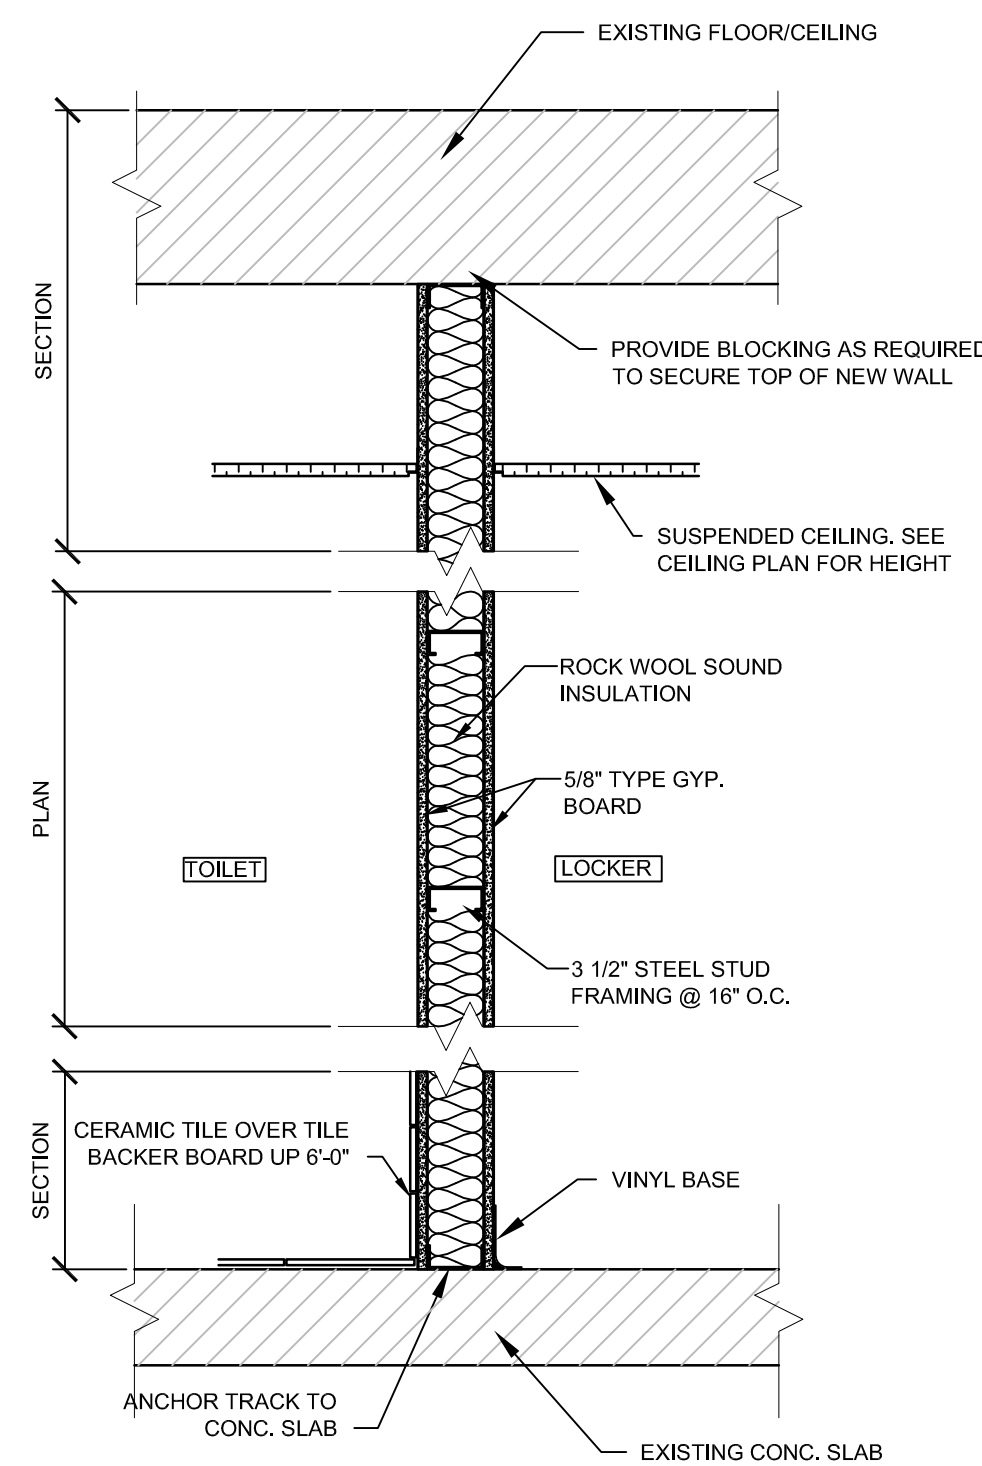 EXISTING FLOOR/CEILING
SECTION
PROVIDE BLOCKING AS REQUIRED
TO SECURE TOP OF NEW WALL
SUSPENDED CEILING. SEE
CEILING PLAN FOR HEIGHT
PLAN
ROCK WOOL SOUND
INSULATION
5/8" TYPE GYP.
BOARD
TOILET
LOCKER
3 1/2" STEEL STUD
FRAMING @ 16" O.C.
SECTION
CERAMIC TILE OVER TILE
BACKER BOARD UP 6'-0"
VINYL BASE
ANCHOR TRACK TO
CONC. SLAB
EXISTING CONC. SLAB